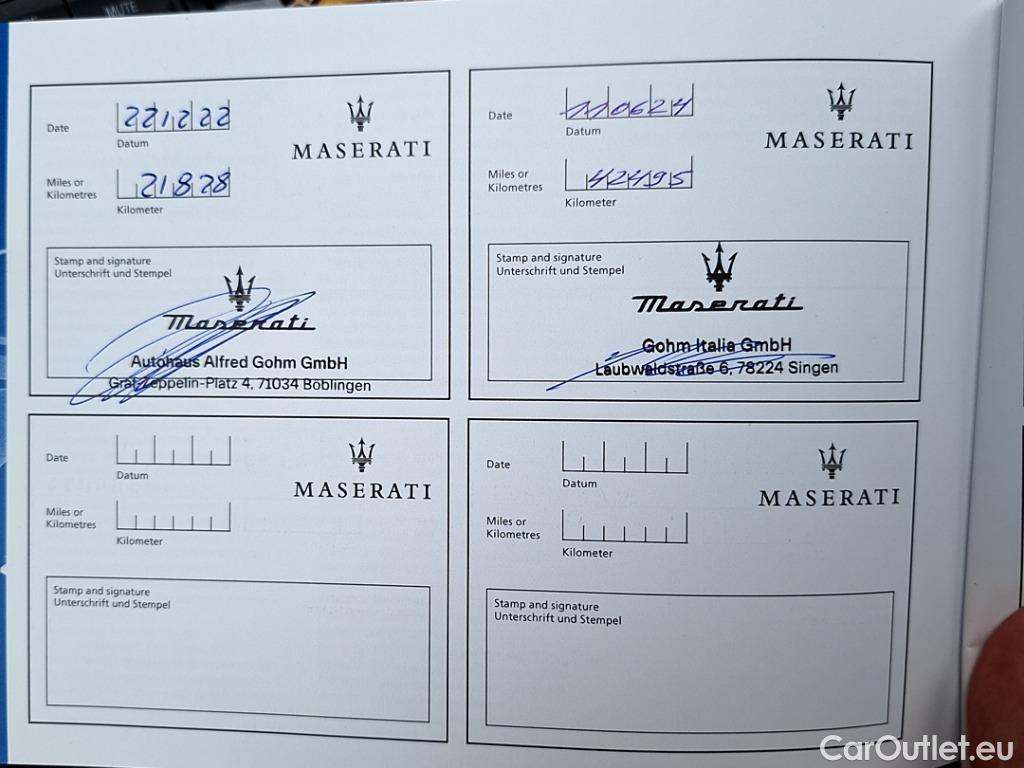 MUTE
Date
221222
Datum
MASERATI
Miles or
Kilometres
21828
Kilometer
Stamp and signature
Unterschrift und Stempel
Maserati
Autohaus Alfred Gohm GmbH
Graf-Zeppelin-Platz 4, 71034 Böblingen
Date
110624
Datum
MASERATI
Miles or
Kilometres
42495
Kilometer
Stamp and signature
Unterschrift und Stempel
Maserati
Gohm Italia GmbH
Laubwaldstraße 6, 78224 Singen
Date
Datum
MASERATI
Miles or
Kilometres
Kilometer
Stamp and signature
Unterschrift und Stempel
Date
Datum
MASERATI
Miles or
Kilometres
Kilometer
Stamp and signature
Unterschrift und Stempel
CarOutlet.eu